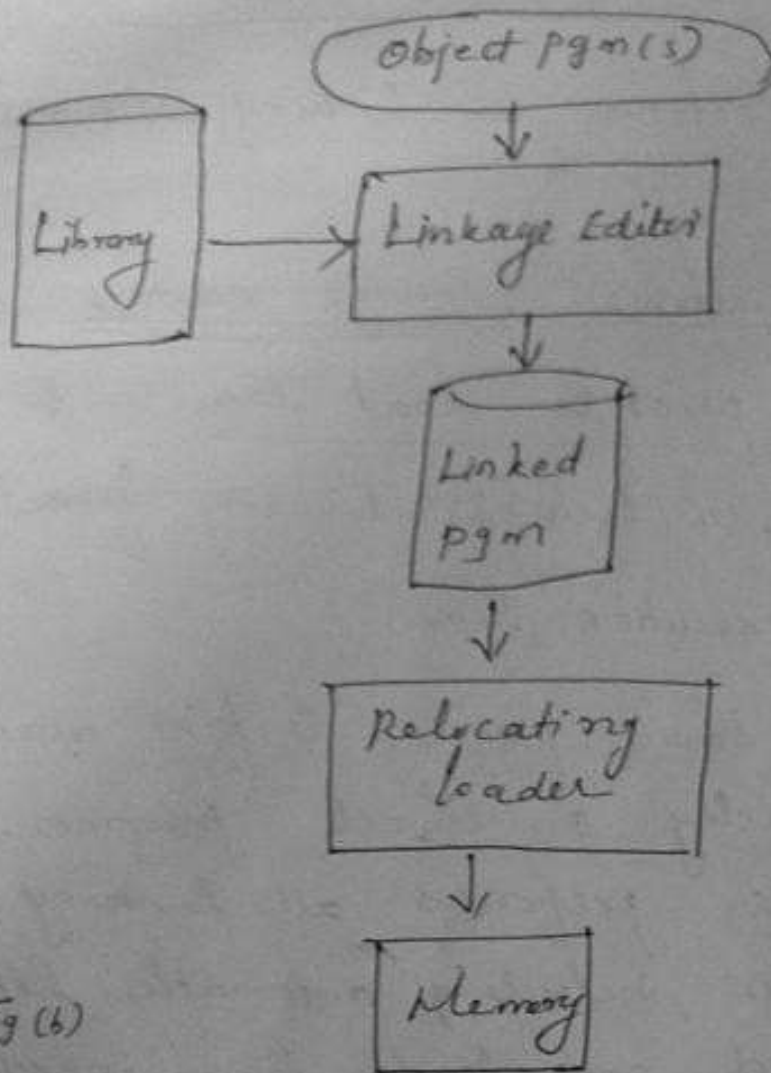 Object pgm(s)
Library
Linkage Editor
Linked
pgm
Relocating
loader
Memory
g (b)